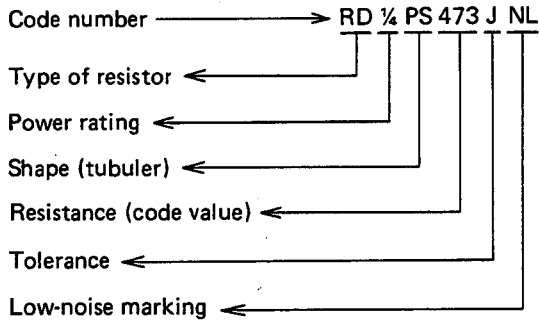 Code number RD ¼ PS 473 J NL
Type of resistor
Power rating
Shape (tubuler)
Resistance (code value)
Tolerance
Low-noise marking